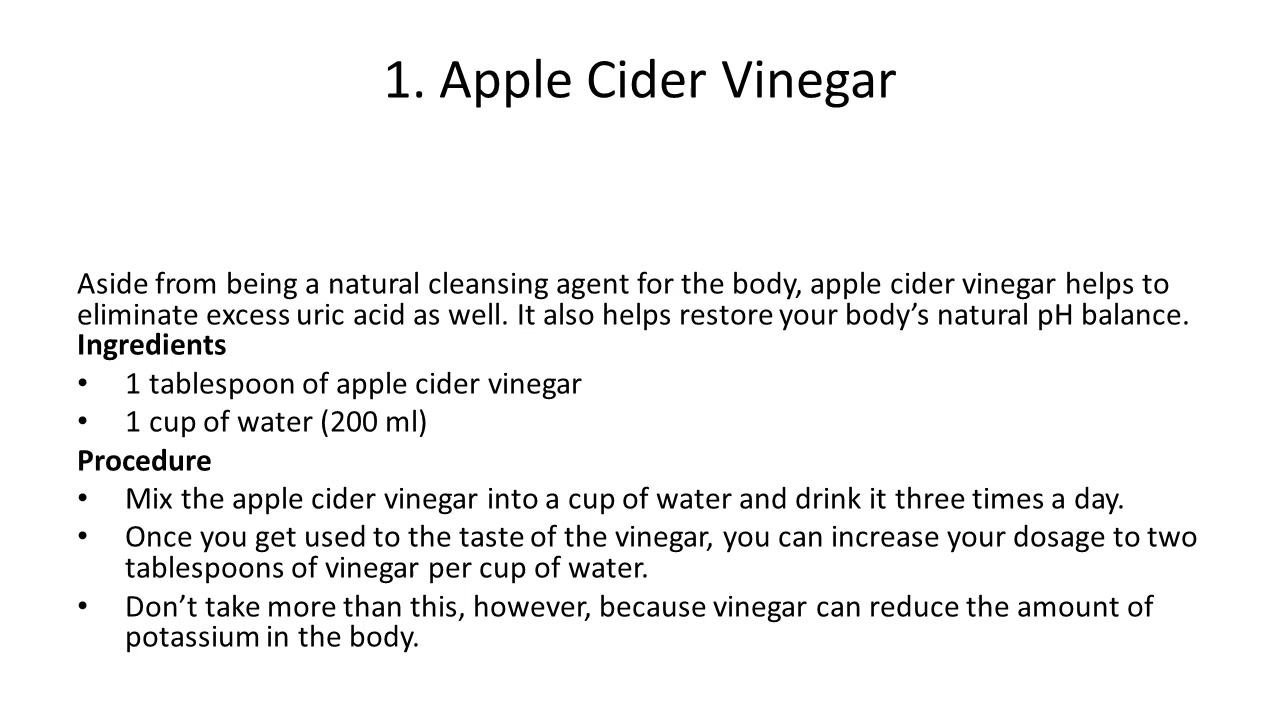 1. Apple Cider Vinegar
Aside from being a natural cleansing agent for the body, apple cider vinegar helps to
eliminate excess uric acid as well. It also helps restore your body’s natural pH balance.
Ingredients
• 1 tablespoon of apple cider vinegar
• 1 cup of water (200 ml)
Procedure
• Mix the apple cider vinegar into a cup of water and drink it three times a day.
• Once you get used to the taste of the vinegar, you can increase your dosage to two
tablespoons of vinegar per cup of water.
• Don’t take more than this, however, because vinegar can reduce the amount of
potassium in the body.